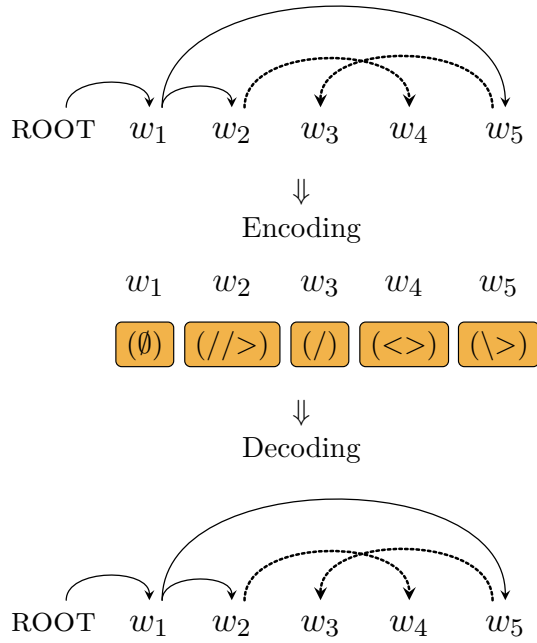 ROOT w₁ w₂ w₃ w₄ w₅
⇓
Encoding
w₁ w₂ w₃ w₄ w₅
(∅) (//>) (/) (<>) (\>)
⇓
Decoding
ROOT w₁ w₂ w₃ w₄ w₅